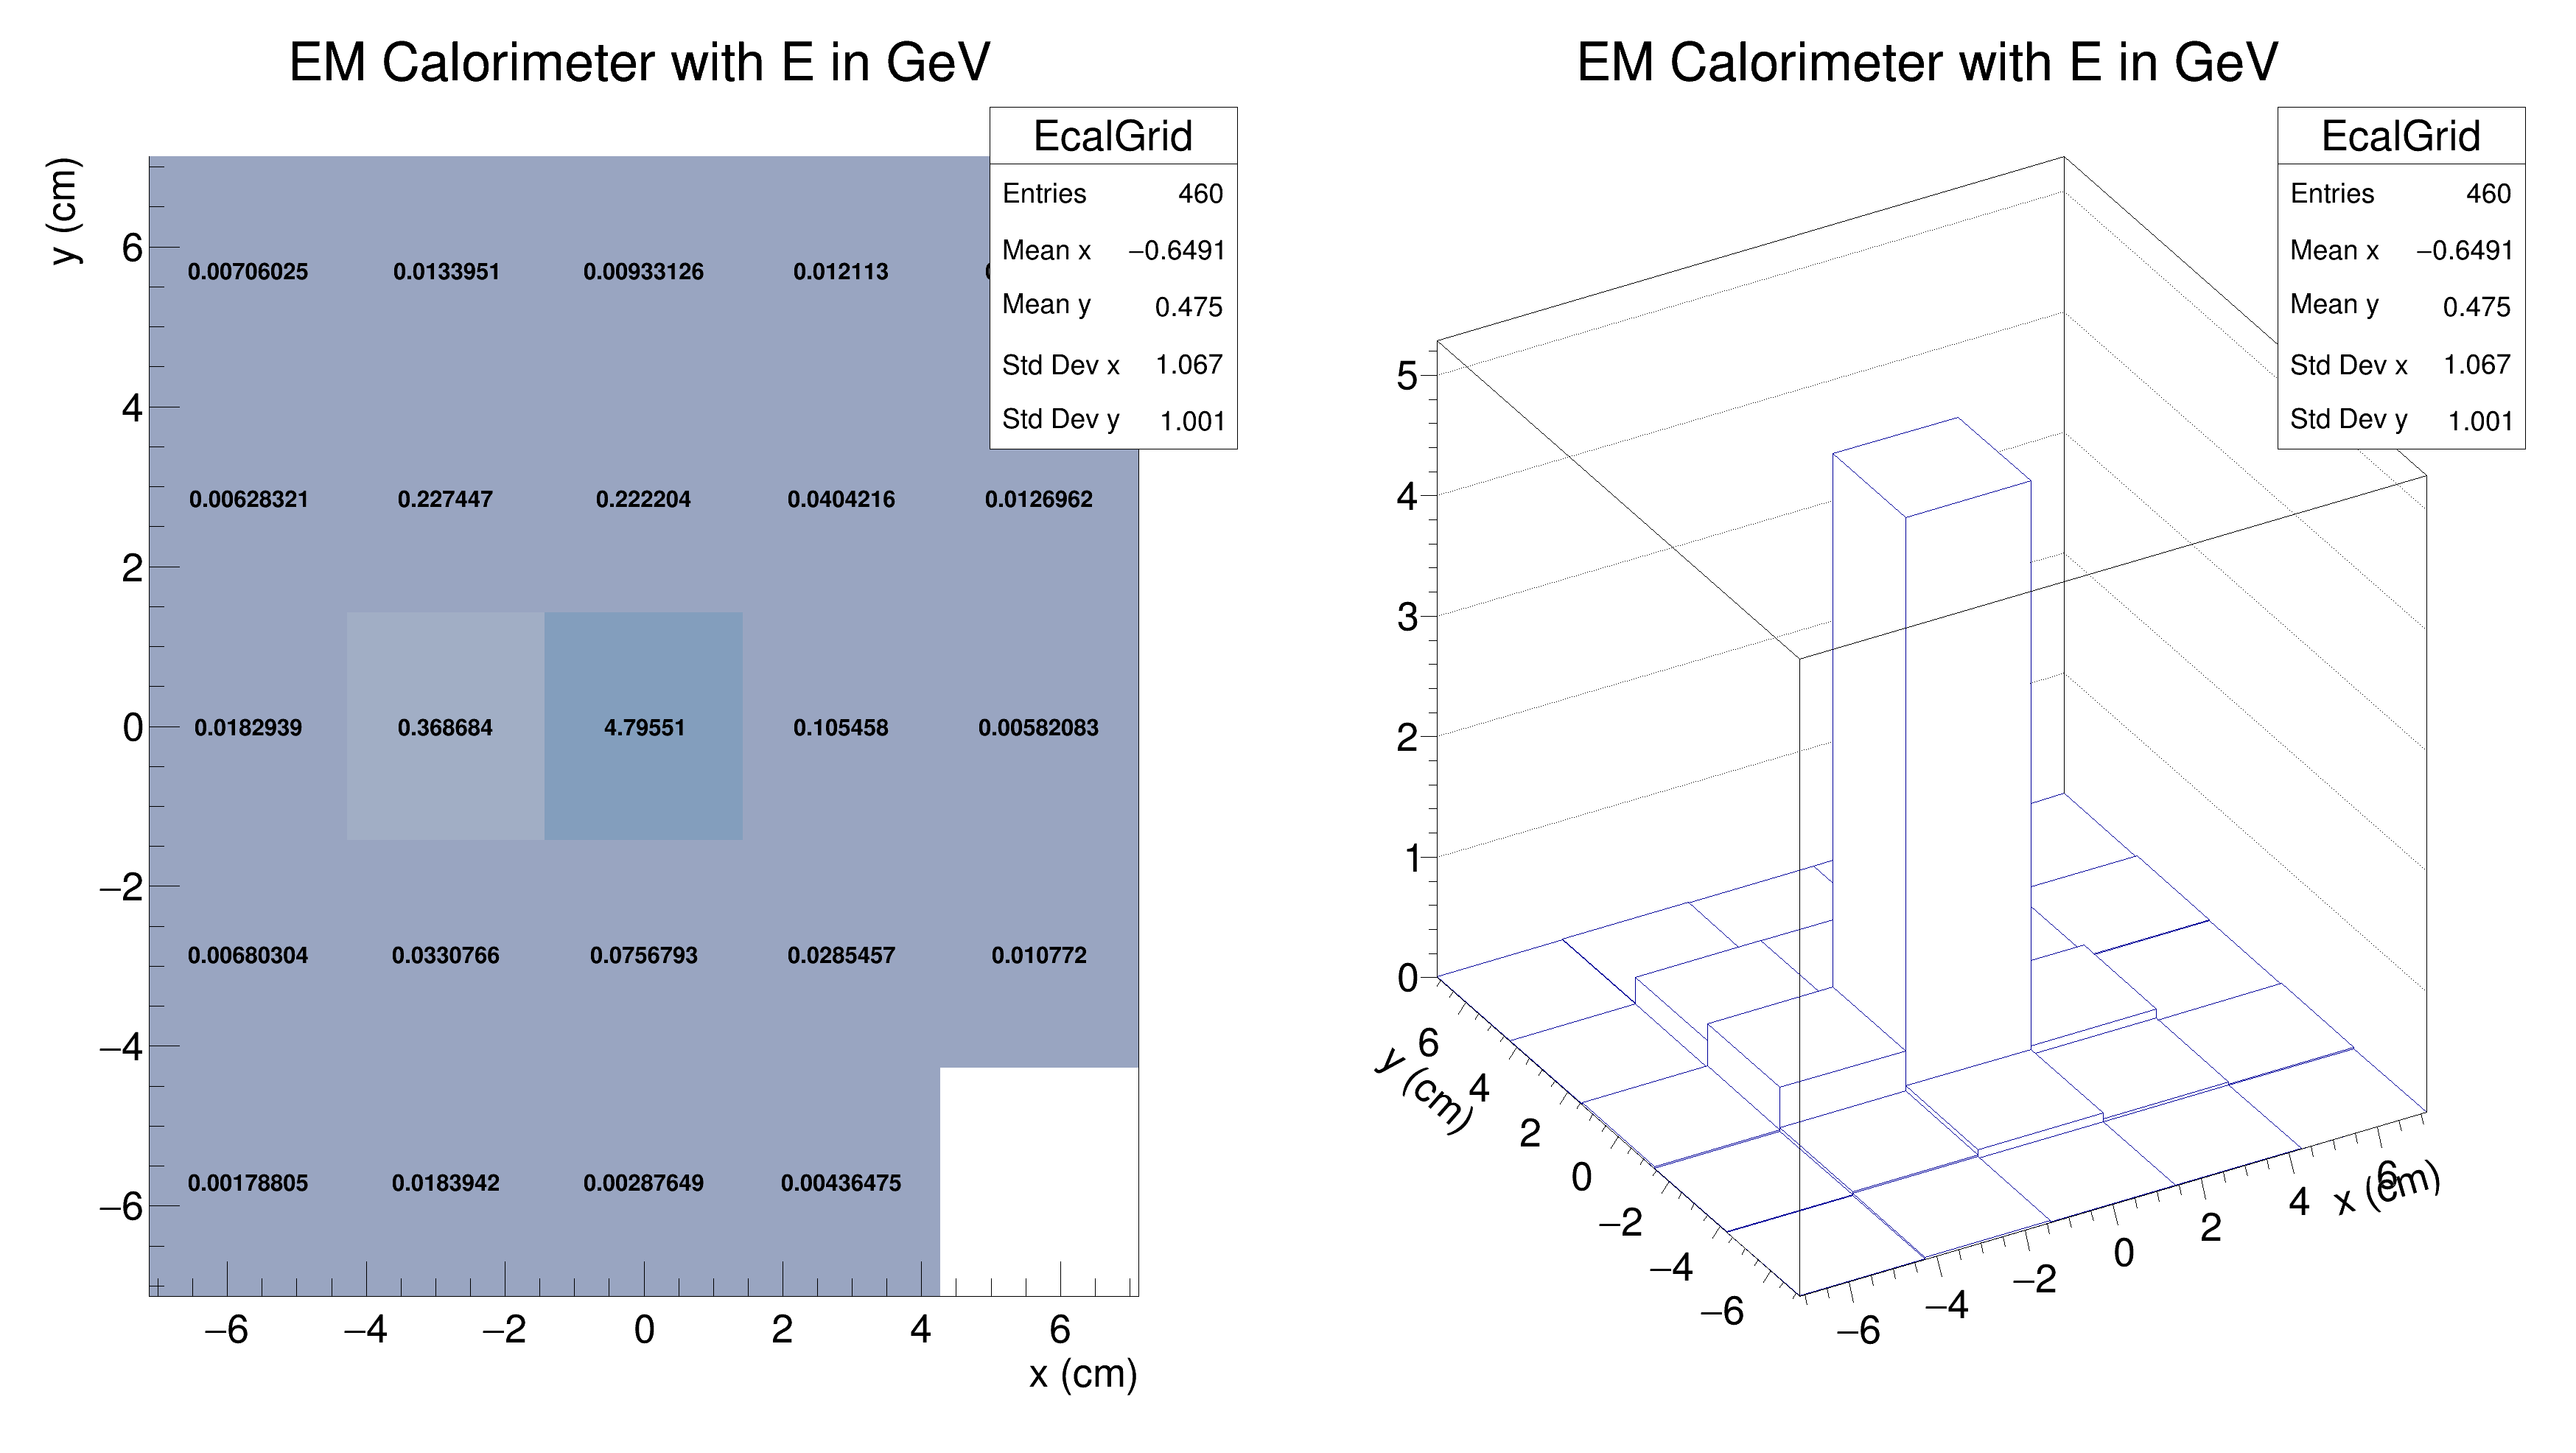 EM Calorimeter with E in GeV
EcalGrid
Entries 460
Mean x −0.6491
Mean y 0.475
Std Dev x 1.067
Std Dev y 1.001
y (cm)
6
4
2
0
−2
−4
−6
0.00706025 0.0133951 0.00933126 0.012113
0.00628321 0.227447 0.222204 0.0404216 0.0126962
0.0182939 0.368684 4.79551 0.105458 0.00582083
0.00680304 0.0330766 0.0756793 0.0285457 0.010772
0.00178805 0.0183942 0.00287649 0.00436475
−6 −4 −2 0 2 4 6
x (cm)
EM Calorimeter with E in GeV
EcalGrid
Entries 460
Mean x −0.6491
Mean y 0.475
Std Dev x 1.067
Std Dev y 1.001
5
4
3
2
1
0
6
4
2
0
−2
−4
−6
y (cm)
−6
−4
−2
0
2
4
6
x (cm)